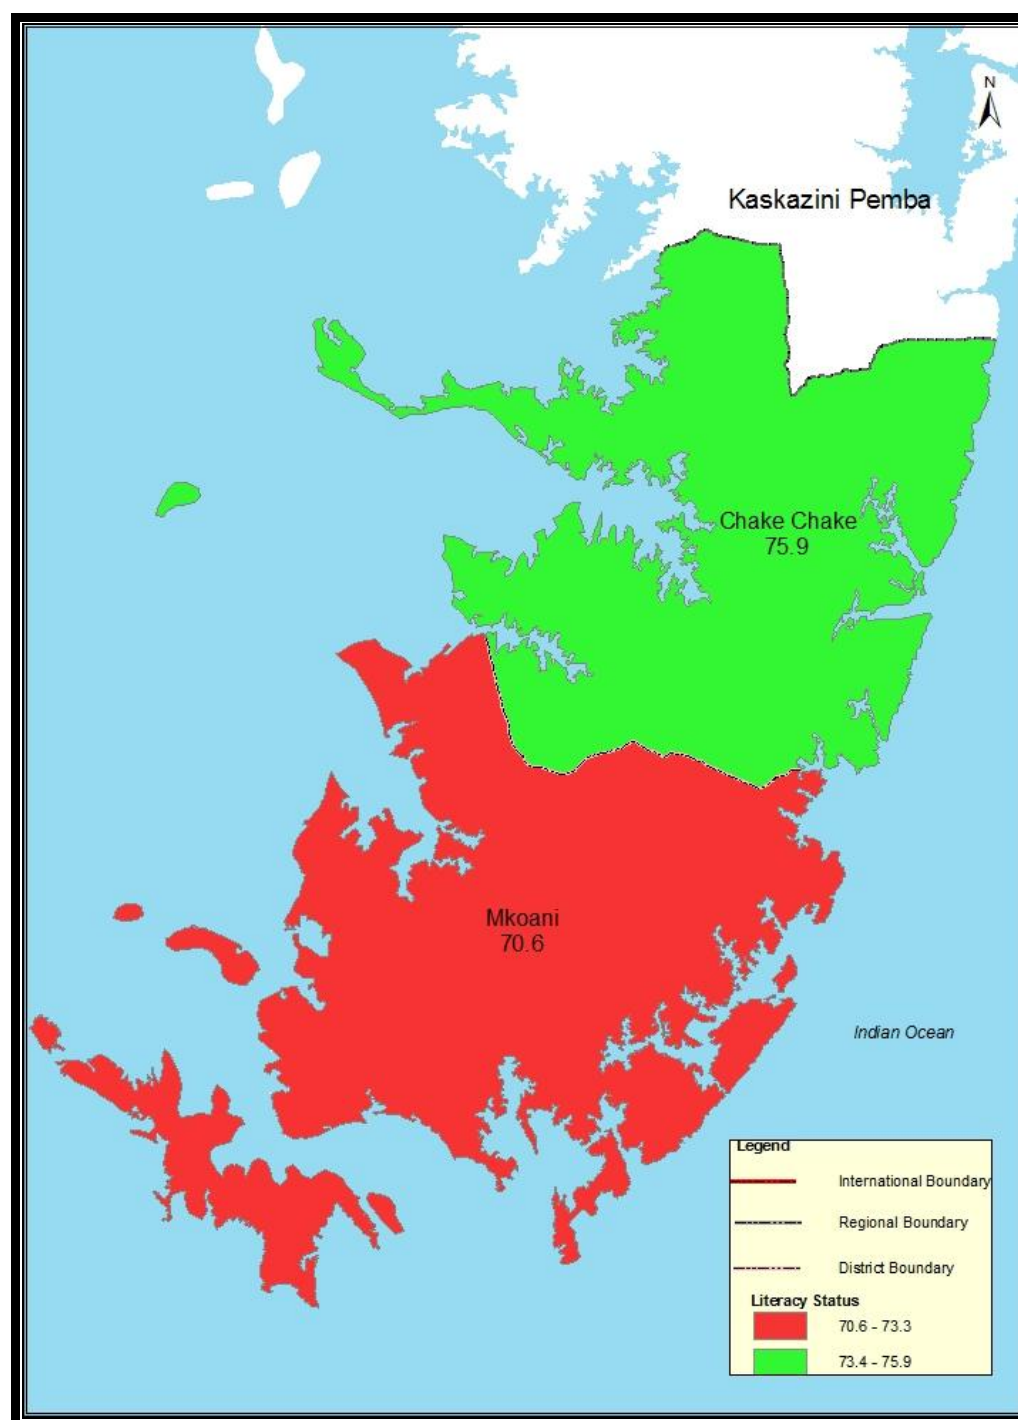 N
Kaskazini Pemba
Chake Chake
75.9
Mkoani
70.6
Indian Ocean
Legend
International Boundary
Regional Boundary
District Boundary
Literacy Status
70.6 - 73.3
73.4 - 75.9